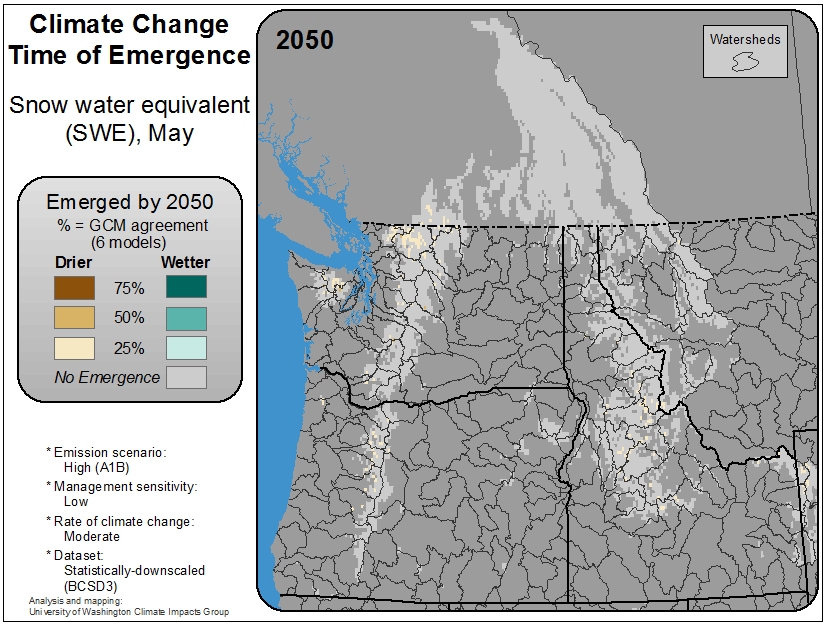 Climate Change
Time of Emergence
Snow water equivalent
(SWE), May
Emerged by 2050
% = GCM agreement
(6 models)
Drier Wetter
75%
50%
25%
No Emergence
* Emission scenario:
High (A1B)
* Management sensitivity:
Low
* Rate of climate change:
Moderate
* Dataset:
Statistically-downscaled
(BCSD3)
Analysis and mapping:
University of Washington Climate Impacts Group
2050
Watersheds